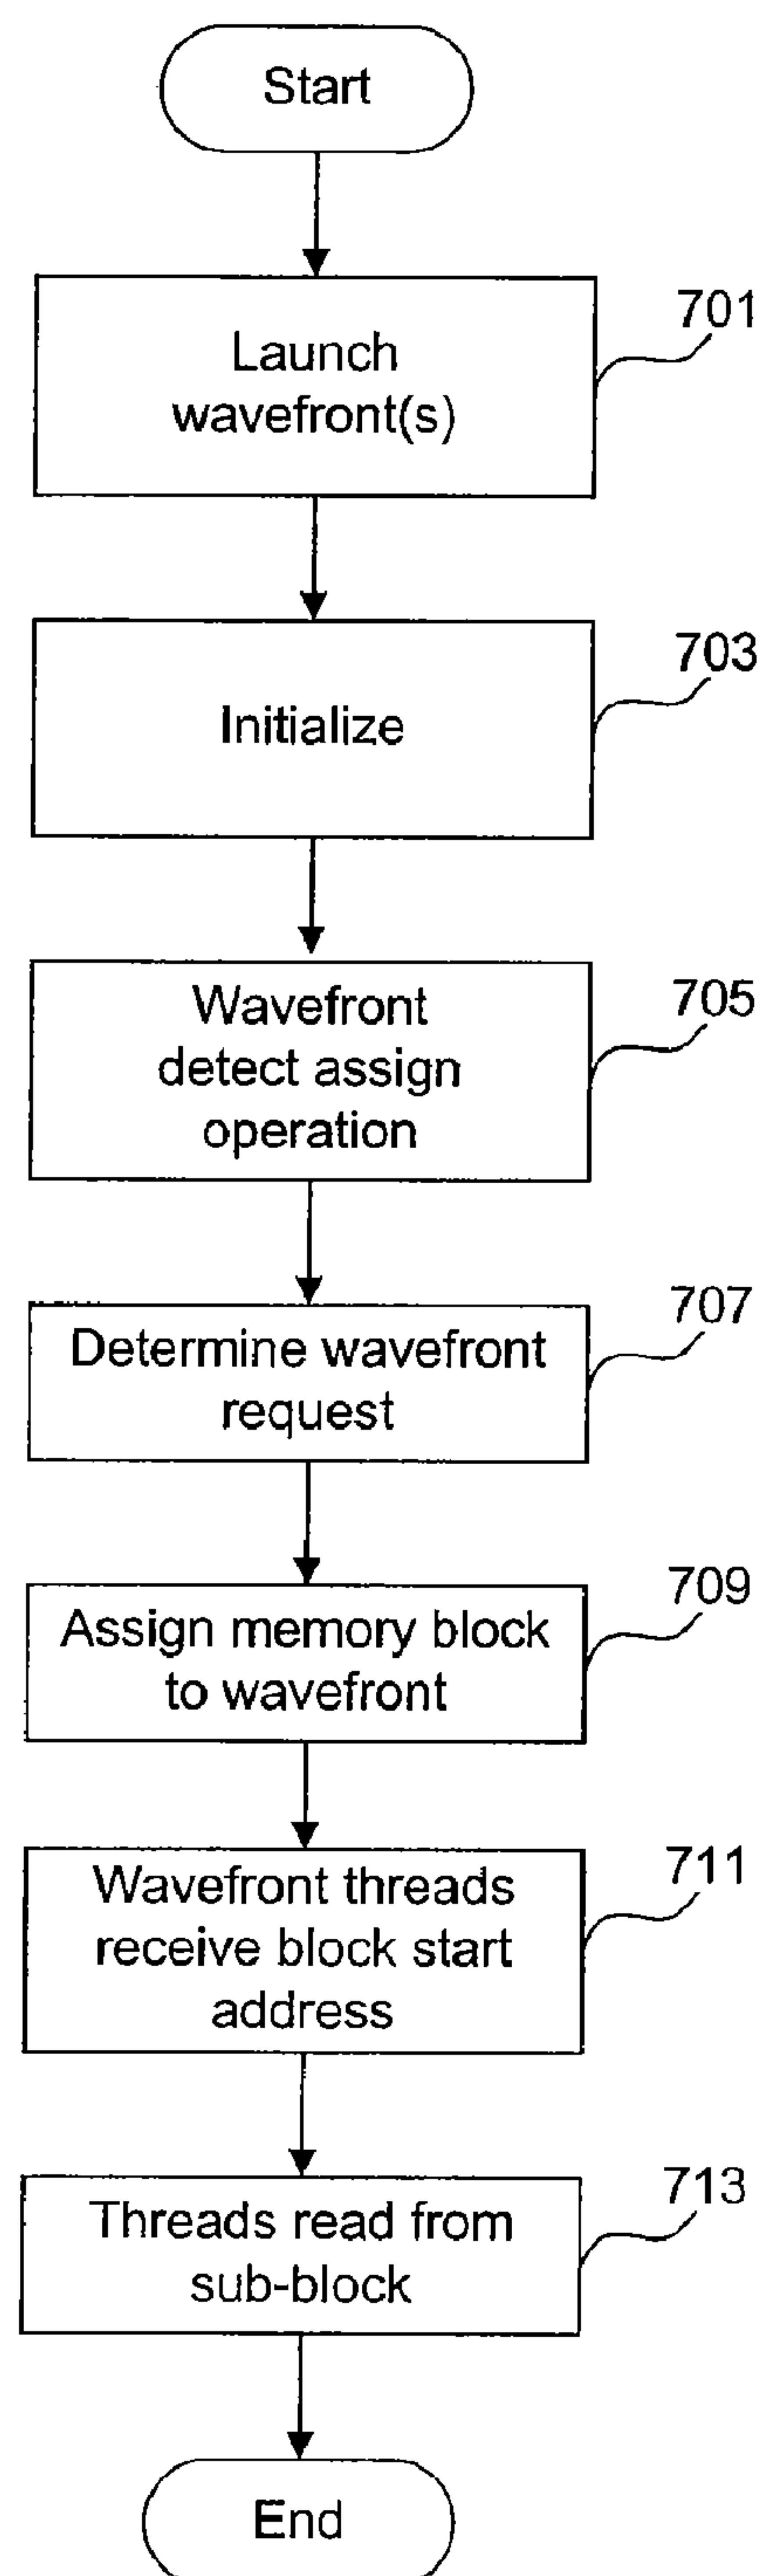 Start
701
Launch
wavefront(s)
703
Initialize
705
Wavefront
detect assign
operation
707
Determine wavefront
request
709
Assign memory block
to wavefront
711
Wavefront threads
receive block start
address
713
Threads read from
sub-block
End